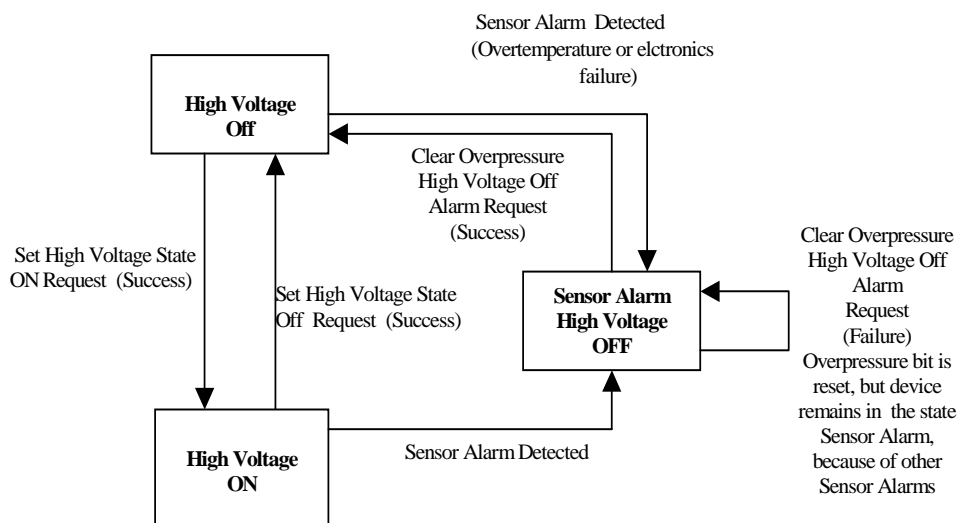 Sensor Alarm Detected
(Overtemperature or elctronics
failure)
High Voltage
Off
Clear Overpressure
High Voltage Off
Alarm Request
(Success)
Set High Voltage State
ON Request (Success)
Set High Voltage State
Off Request (Success)
Sensor Alarm
High Voltage
OFF
Clear Overpressure
High Voltage Off
Alarm
Request
(Failure)
Overpressure bit is
reset, but device
remains in the state
Sensor Alarm,
because of other
Sensor Alarms
High Voltage
ON
Sensor Alarm Detected